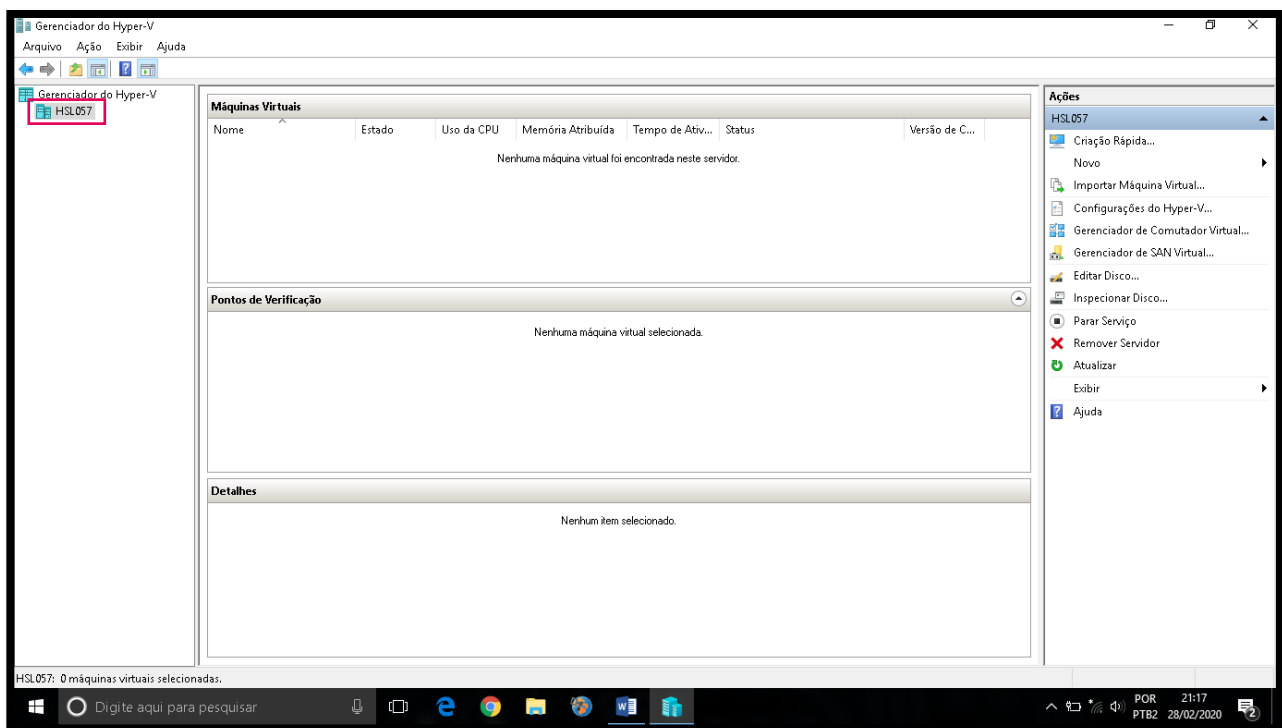 Gerenciador do Hyper-V
Arquivo Ação Exibir Ajuda
Gerenciador do Hyper-V
HSL057
Máquinas Virtuais
Nome Estado Uso da CPU Memória Atribuída Tempo de Ativ... Status Versão de C...
Nenhuma máquina virtual foi encontrada neste servidor.
Pontos de Verificação
Nenhuma máquina virtual selecionada.
Detalhes
Nenhum item selecionado.
Ações
HSL057
Criação Rápida...
Novo
Importar Máquina Virtual...
Configurações do Hyper-V...
Gerenciador de Comutador Virtual...
Gerenciador de SAN Virtual...
Editar Disco...
Inspecionar Disco...
Parar Serviço
Remover Servidor
Atualizar
Exibir
Ajuda
HSL057: 0 máquinas virtuais selecionadas.
Digite aqui para pesquisar
POR 21:17
PTB2 28/02/2020
2